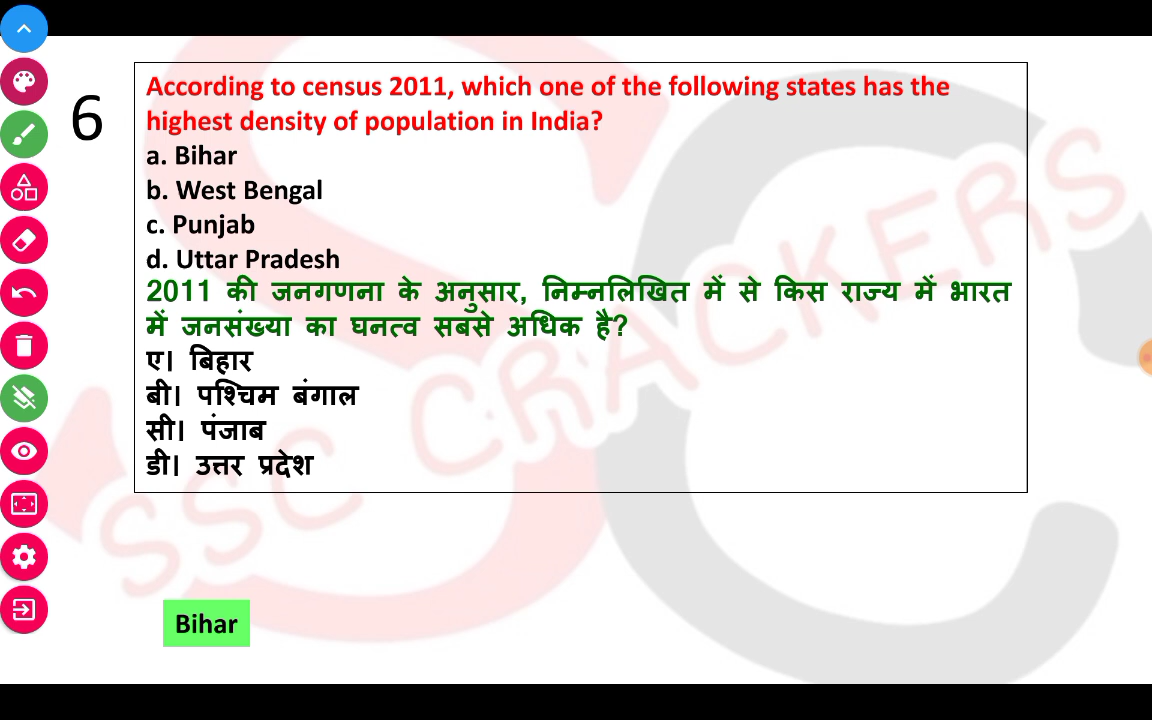 6
According to census 2011, which one of the following states has the
highest density of population in India?
a. Bihar
b. West Bengal
c. Punjab
d. Uttar Pradesh
2011 की जनगणना के अनुसार, निम्नलिखित में से किस राज्य में भारत
में जनसंख्या का घनत्व सबसे अधिक है?
ए। बिहार
बी। पश्चिम बंगाल
सी। पंजाब
डी। उत्तर प्रदेश
SSC CRACKERS
Bihar